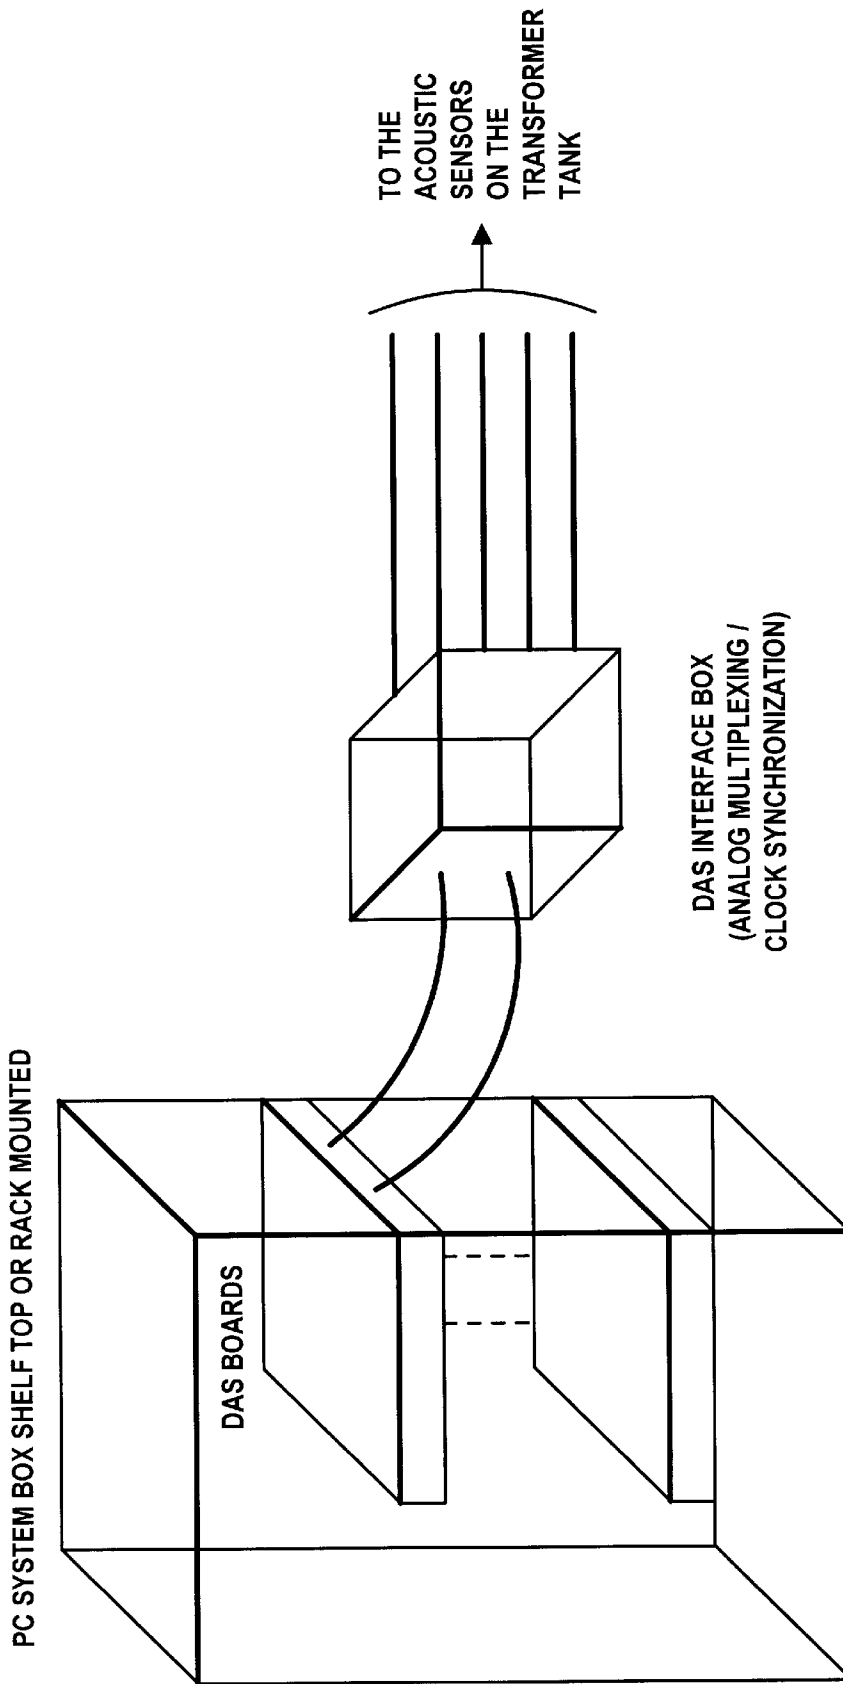 PC SYSTEM BOX SHELF TOP OR RACK MOUNTED
DAS BOARDS
DAS INTERFACE BOX
(ANALOG MULTIPLEXING /
CLOCK SYNCHRONIZATION)
TO THE
ACOUSTIC
SENSORS
ON THE
TRANSFORMER
TANK